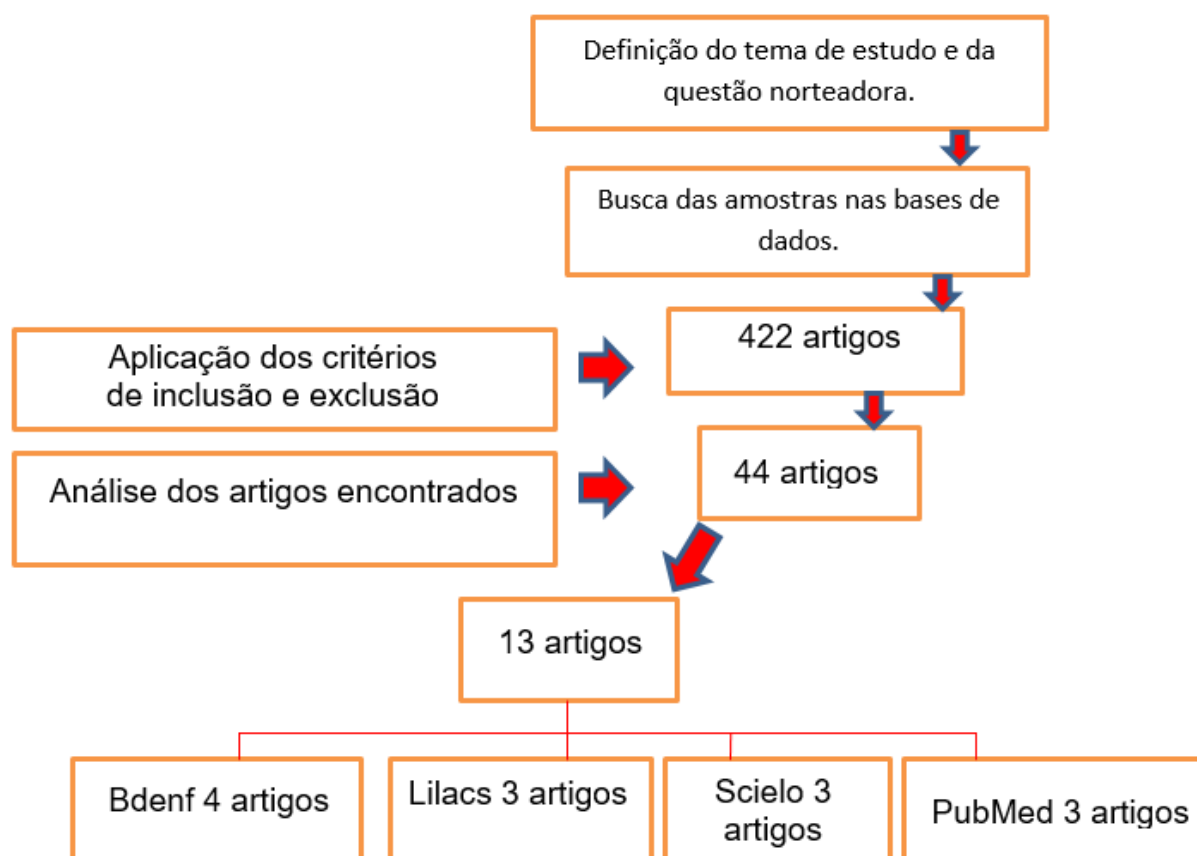 Definição do tema de estudo e da
questão norteadora.
Busca das amostras nas bases de
dados.
Aplicação dos critérios
de inclusão e exclusão
422 artigos
Análise dos artigos encontrados
44 artigos
13 artigos
Bdenf 4 artigos
Lilacs 3 artigos
Scielo 3
artigos
PubMed 3 artigos